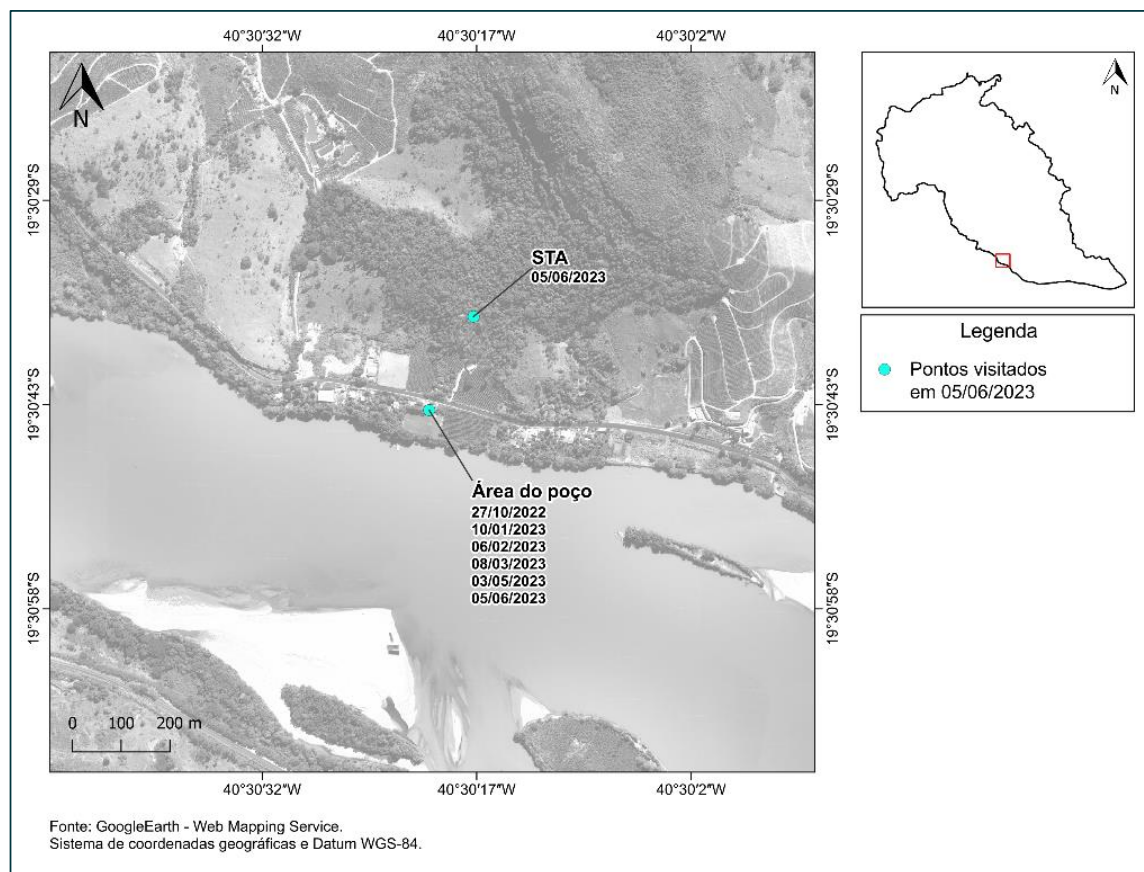 40°30'32"W 40°30'17"W 40°30'2"W
N
N
19°30'29"S 19°30'29"S
STA
05/06/2023
Legenda
Pontos visitados
em 05/06/2023
19°30'43"S 19°30'43"S
Área do poço
27/10/2022
10/01/2023
06/02/2023
08/03/2023
03/05/2023
05/06/2023
19°30'58"S 19°30'58"S
0 100 200 m
40°30'32"W 40°30'17"W 40°30'2"W
Fonte: GoogleEarth - Web Mapping Service.
Sistema de coordenadas geográficas e Datum WGS-84.